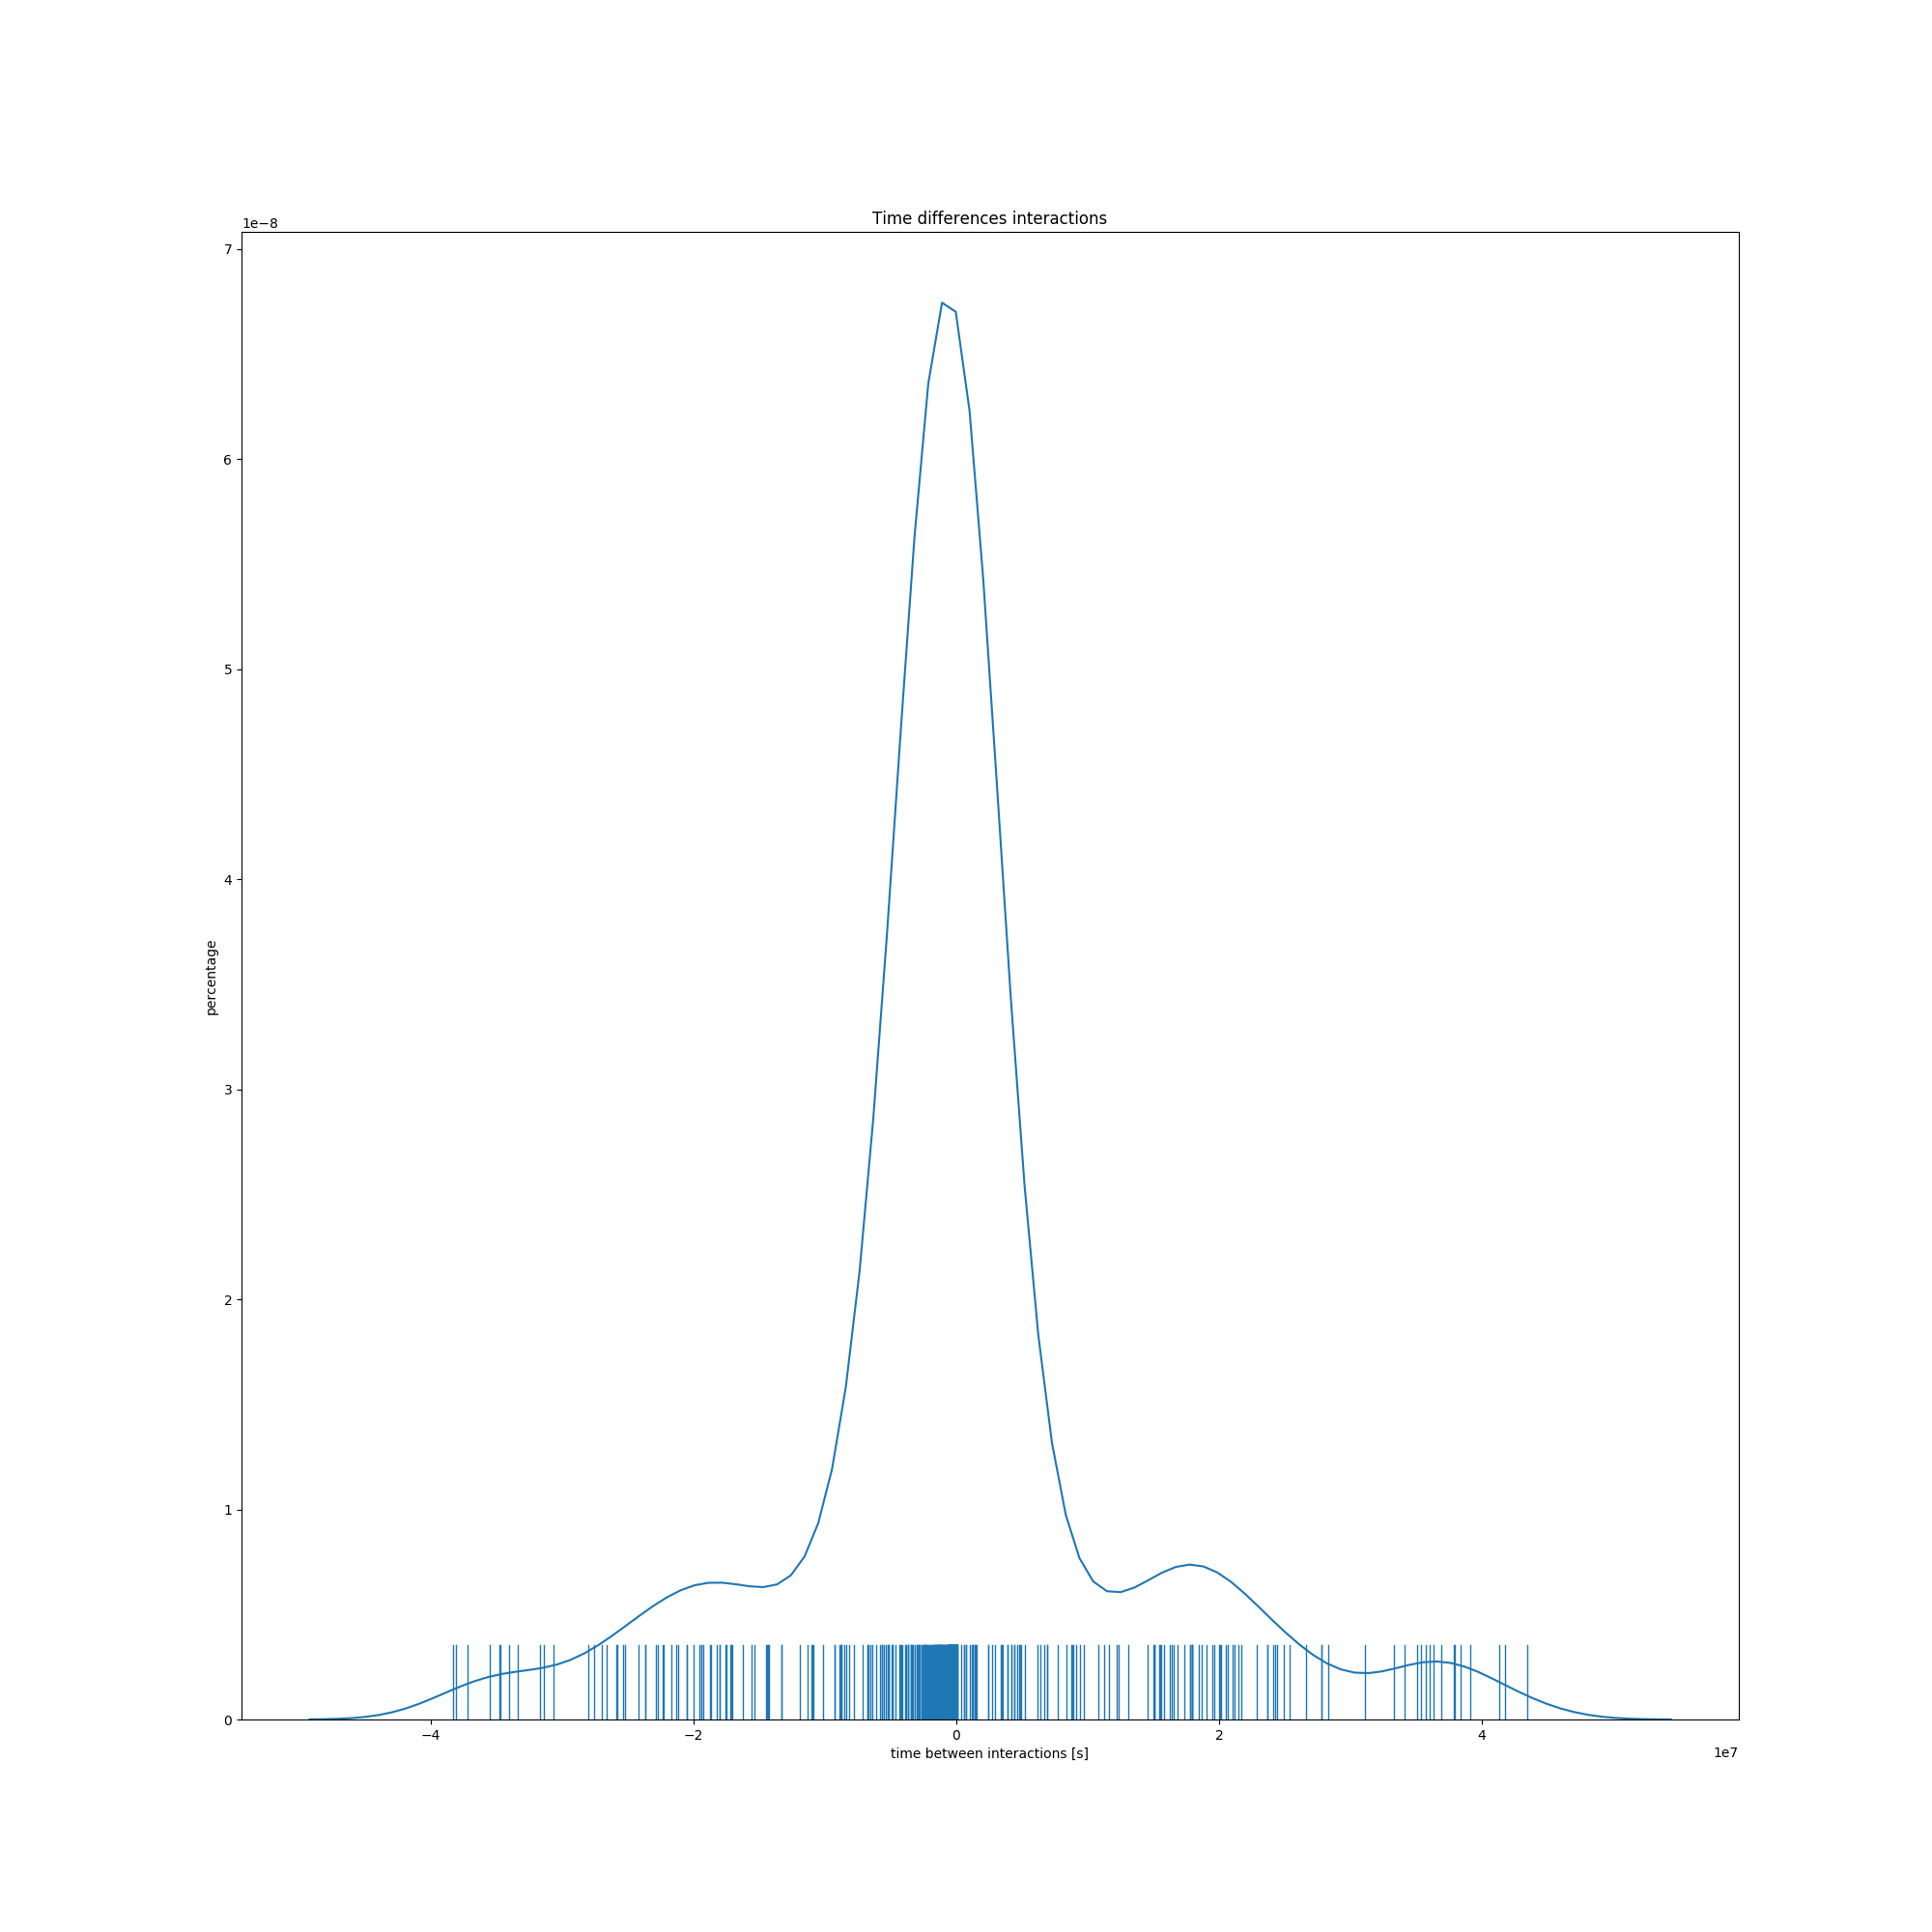 Time differences interactions
1e−8
7
6
5
4
3
2
1
0
percentage
−4 −2 0 2 4
1e7
time between interactions [s]